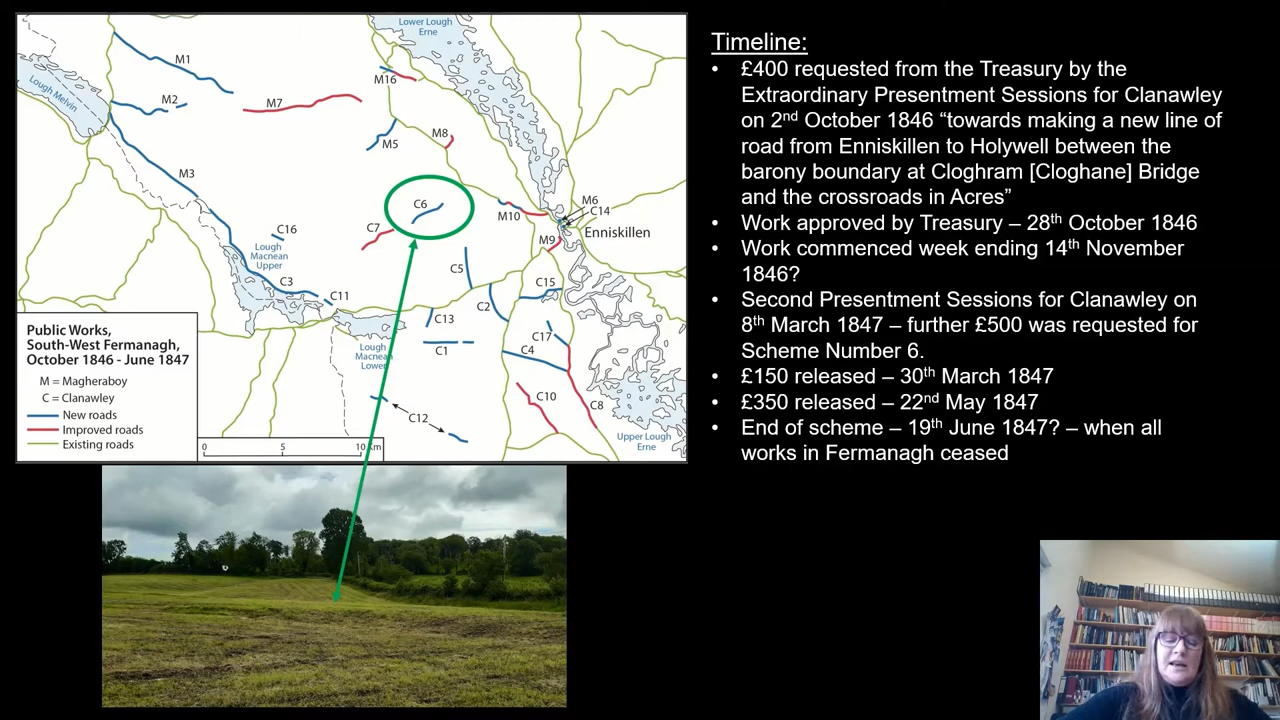 Lower Lough
Erne
M1
Lough Melvin
M2
M16
M7
M5
M8
M3
C6
M10
M6
C14
Enniskillen
C7
M9
C16
Lough
Macnean
Upper
C3
C11
C5
C15
C2
C13
C17
C1
C4
Lough
Macnean
Lower
C10
C8
C12
Upper Lough
Erne
Public Works,
South-West Fermanagh,
October 1846 - June 1847
M = Magheraboy
C = Clanawley
New roads
Improved roads
Existing roads
0 5 10 Km
Timeline:
• £400 requested from the Treasury by the
Extraordinary Presentment Sessions for Clanawley
on 2nd October 1846 “towards making a new line of
road from Enniskillen to Holywell between the
barony boundary at Cloghram [Cloghane] Bridge
and the crossroads in Acres”
• Work approved by Treasury – 28th October 1846
• Work commenced week ending 14th November
1846?
• Second Presentment Sessions for Clanawley on
8th March 1847 – further £500 was requested for
Scheme Number 6.
• £150 released – 30th March 1847
• £350 released – 22nd May 1847
• End of scheme – 19th June 1847? – when all
works in Fermanagh ceased